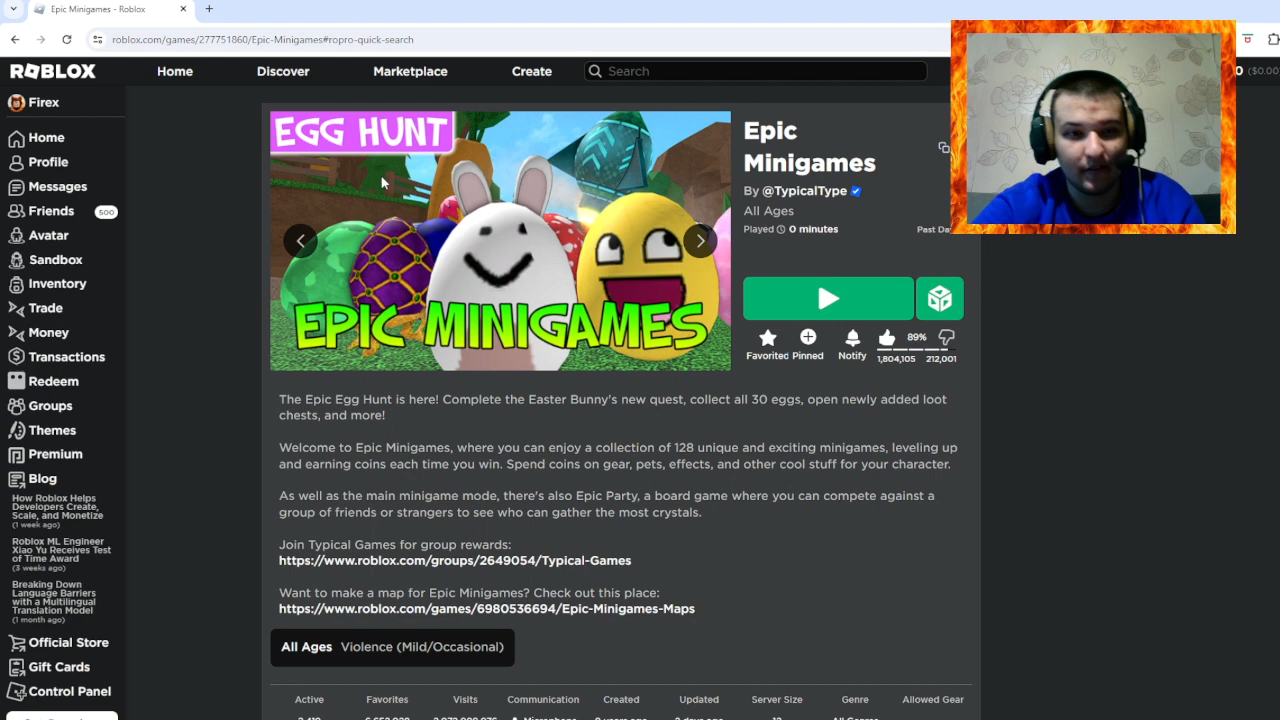 Epic Minigames - Roblox
roblox.com/games/277751860/Epic-Minigames#ropro-quick-search
ROBLOX
Home
Discover
Marketplace
Create
Search
0 ($0.00
Firex
Home
Profile
Messages
Friends 500
Avatar
Sandbox
Inventory
Trade
Money
Transactions
Redeem
Groups
Themes
Premium
Blog
How Roblox Helps
Developers Create,
Scale, and Monetize
(1 week ago)
Roblox ML Engineer
Xiao Yu Receives Test
of Time Award
(3 weeks ago)
Breaking Down
Language Barriers
with a Multilingual
Translation Model
(1 month ago)
Official Store
Gift Cards
Control Panel
EGG HUNT
EPIC MINIGAMES
Epic
Minigames
By @TypicalType
All Ages
Played 0 minutes
Past Da
Favorited Pinned Notify
89%
1,804,105 212,001
The Epic Egg Hunt is here! Complete the Easter Bunny's new quest, collect all 30 eggs, open newly added loot
chests, and more!
Welcome to Epic Minigames, where you can enjoy a collection of 128 unique and exciting minigames, leveling up
and earning coins each time you win. Spend coins on gear, pets, effects, and other cool stuff for your character.
As well as the main minigame mode, there's also Epic Party, a board game where you can compete against a
group of friends or strangers to see who can gather the most crystals.
Join Typical Games for group rewards:
https://www.roblox.com/groups/2649054/Typical-Games
Want to make a map for Epic Minigames? Check out this place:
https://www.roblox.com/games/6980536694/Epic-Minigames-Maps
All Ages Violence (Mild/Occasional)
Active Favorites Visits Communication Created Updated Server Size Genre Allowed Gear